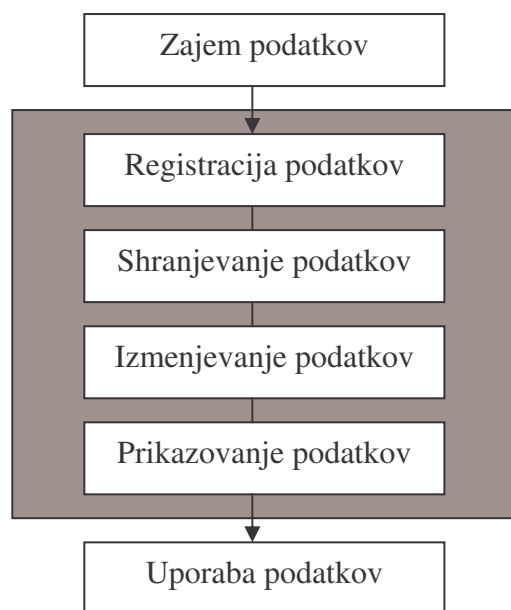 Zajem podatkov
Registracija podatkov
Shranjevanje podatkov
Izmenjevanje podatkov
Prikazovanje podatkov
Uporaba podatkov